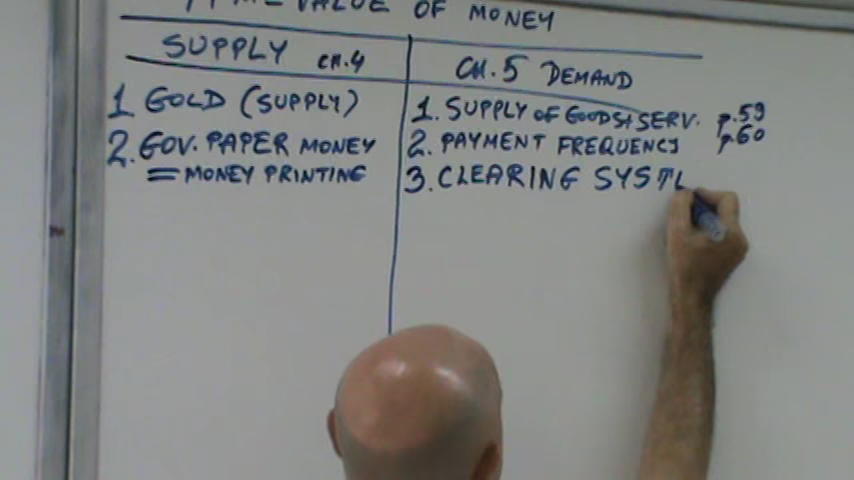 VALUE OF MONEY
SUPPLY CH.4
1 GOLD (SUPPLY)
2. GOV. PAPER MONEY
= MONEY PRINTING
CH.5 DEMAND
1. SUPPLY OF GOODS+SERV. p.59
2. PAYMENT FREQUENCY p.60
3. CLEARING SYST